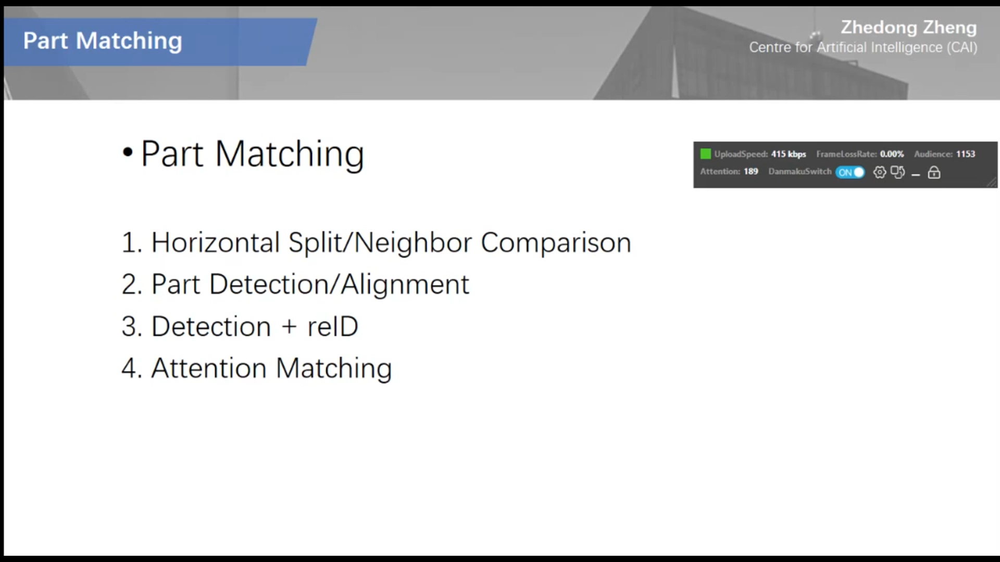 Part Matching
Zhedong Zheng
Centre for Artificial Intelligence (CAI)
• Part Matching
UploadSpeed: 415 kbps FrameLossRate: 0.00% Audience: 1153
Attention: 189 DanmakuSwitch ON
1. Horizontal Split/Neighbor Comparison
2. Part Detection/Alignment
3. Detection + reID
4. Attention Matching